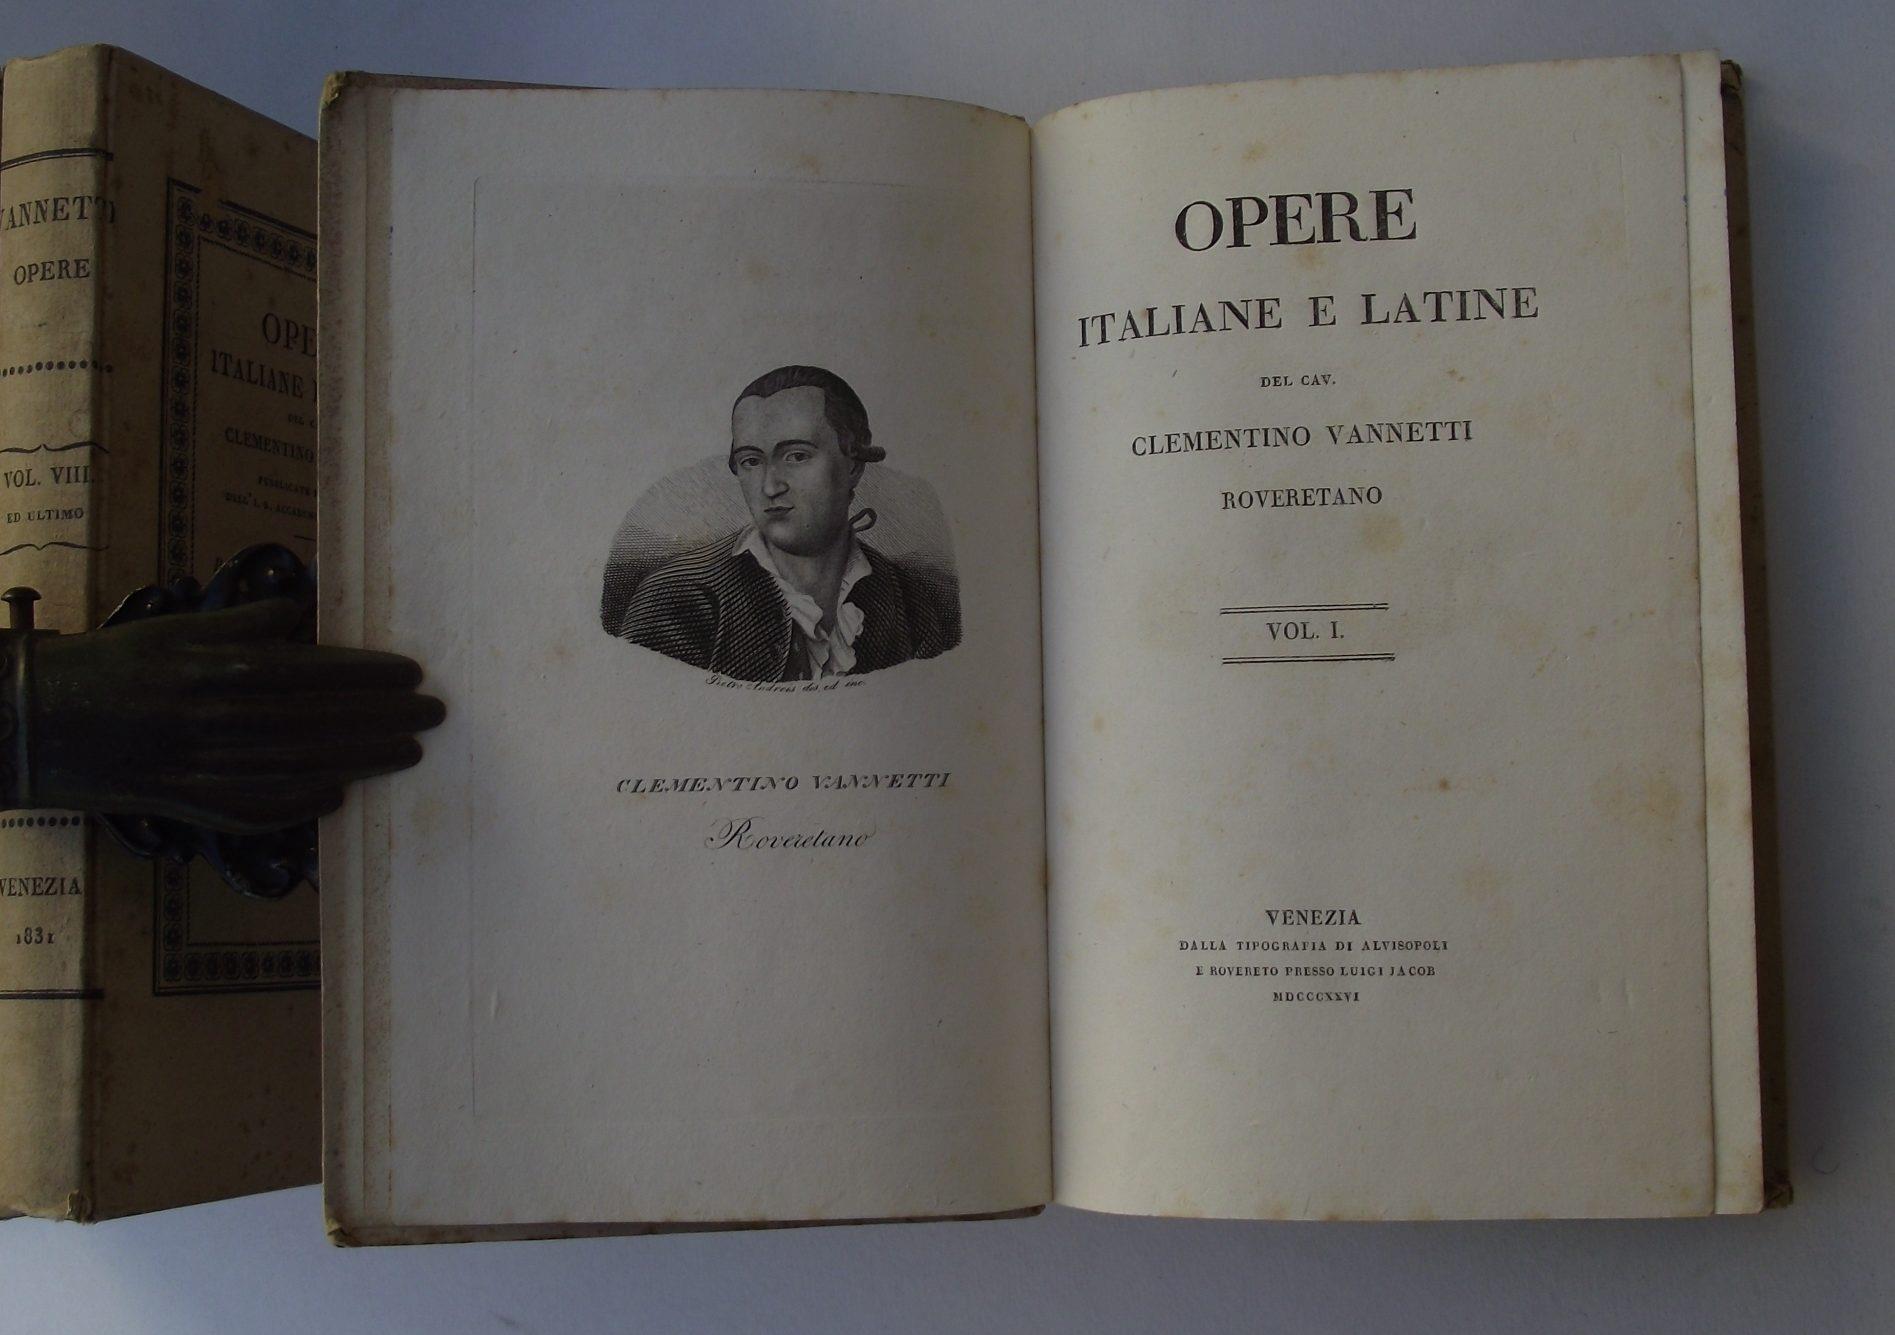 VANNETTI
OPERE
VOL. VIII.
ED ULTIMO
VENEZIA
1831
OPE
ITALIANE
CLEMENTINO
DELL' I. R. ACCADE
Pietro Andreis dis. ed inc.
CLEMENTINO VANNETTI
Roveretano
OPERE
ITALIANE E LATINE
DEL CAV.
CLEMENTINO VANNETTI
ROVERETANO
VOL. I.
VENEZIA
DALLA TIPOGRAFIA DI ALVISOPOLI
E ROVERETO PRESSO LUIGI JACOB
MDCCCXXVI